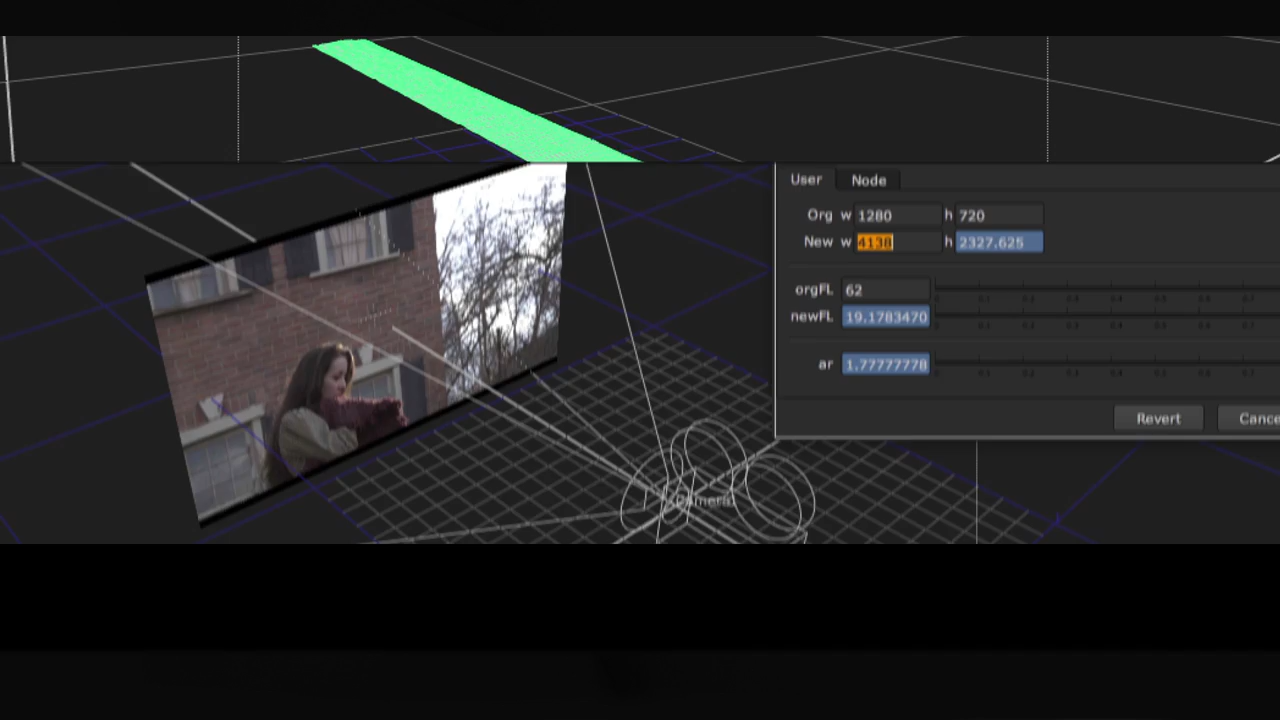 User Node
Org w 1280 h 720
New w 4138 h 2327.625
orgFL 62
newFL 19.1783470
ar 1.77777778
Revert Cance